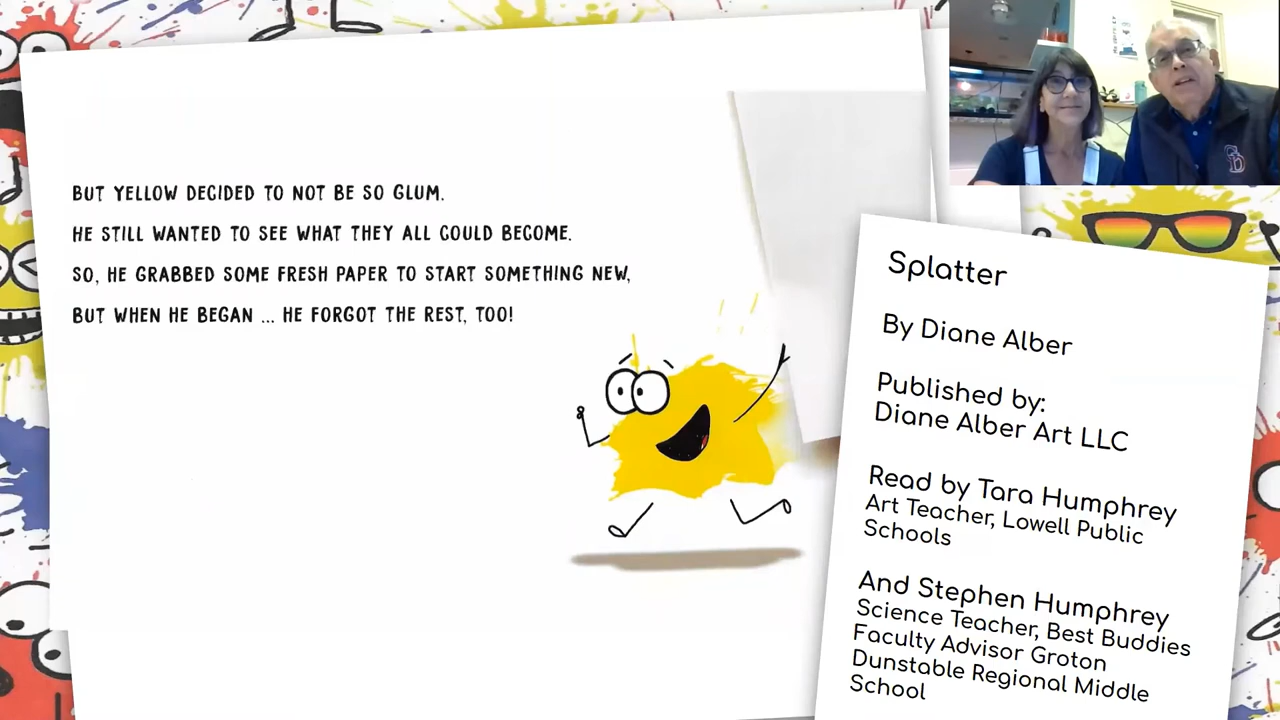 BUT YELLOW DECIDED TO NOT BE SO GLUM.
HE STILL WANTED TO SEE WHAT THEY ALL COULD BECOME.
SO, HE GRABBED SOME FRESH PAPER TO START SOMETHING NEW,
BUT WHEN HE BEGAN ... HE FORGOT THE REST, TOO!
Splatter
By Diane Alber
Published by:
Diane Alber Art LLC
Read by Tara Humphrey
Art Teacher, Lowell Public
Schools
And Stephen Humphrey
Science Teacher, Best Buddies
Faculty Advisor Groton
Dunstable Regional Middle
School